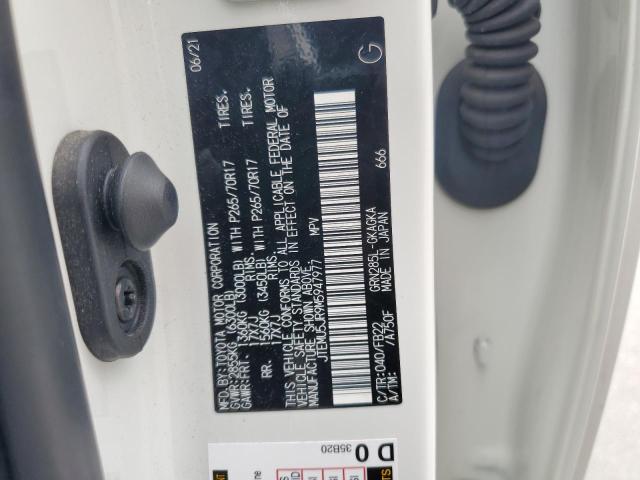 MFD.BY:TOYOTA MOTOR CORPORATION 06/21
GVWR:2855KG (6300LB)
GAWR:FRT. 1360KG (3000LB) WITH P265/70R17 TIRES.
17X7J RIMS.
RR. 1560KG (3450LB) WITH P265/70R17 TIRES.
17X7J RIMS.
THIS VEHICLE CONFORMS TO ALL APPLICABLE FEDERAL MOTOR
VEHICLE SAFETY STANDARDS IN EFFECT ON THE DATE OF
MANUFACTURE SHOWN ABOVE.
JTEMU5JR9M5947977 MPV
G
C/TR:040/FB22 GRN285L-GKAGKA 666
A/TM: /A750F MADE IN JAPAN
D 0
35B20